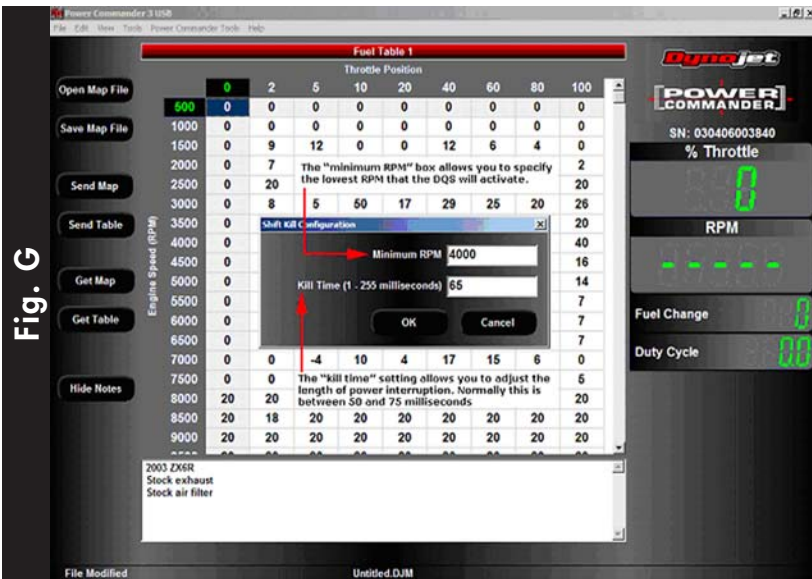 Fig. G
Power Commander 3 USB
File Edit View Tools Power Commander Tools Help
Fuel Table 1
Throttle Position
Open Map File
Save Map File
Send Map
Send Table
Get Map
Get Table
Hide Notes
Engine Speed (RPM)
0 2 5 10 20 40 60 80 100
500 0 0 0 0 0 0 0 0 0
1000 0 0 0 0 0 0 0 0 0
1500 0 9 12 0 0 12 6 4 0
2000 0 7 2
2500 0 20 20
3000 0 8 5 50 17 29 25 20 26
3500 0 20
4000 0 40
4500 0 16
5000 0 14
5500 0 7
6000 0 7
6500 0 7
7000 0 0 -4 10 4 17 15 6 0
7500 0 0 5
8000 20 20 20
8500 20 18 20 20 20 20 20 20 20
9000 20 20 20 20 20 20 20 20 20
The "minimum RPM" box allows you to specify
the lowest RPM that the DQS will activate.
Shift Kill Configuration
Minimum RPM 4000
Kill Time (1 - 255 milliseconds) 65
OK Cancel
The "kill time" setting allows you to adjust the
length of power interruption. Normally this is
between 50 and 75 milliseconds
2003 ZX6R
Stock exhaust
Stock air filter
File Modified
Untitled.DJM
Dynojet
POWER
COMMANDER
SN: 030406003840
% Throttle
0
RPM
- - - - -
Fuel Change 0
Duty Cycle 0.0